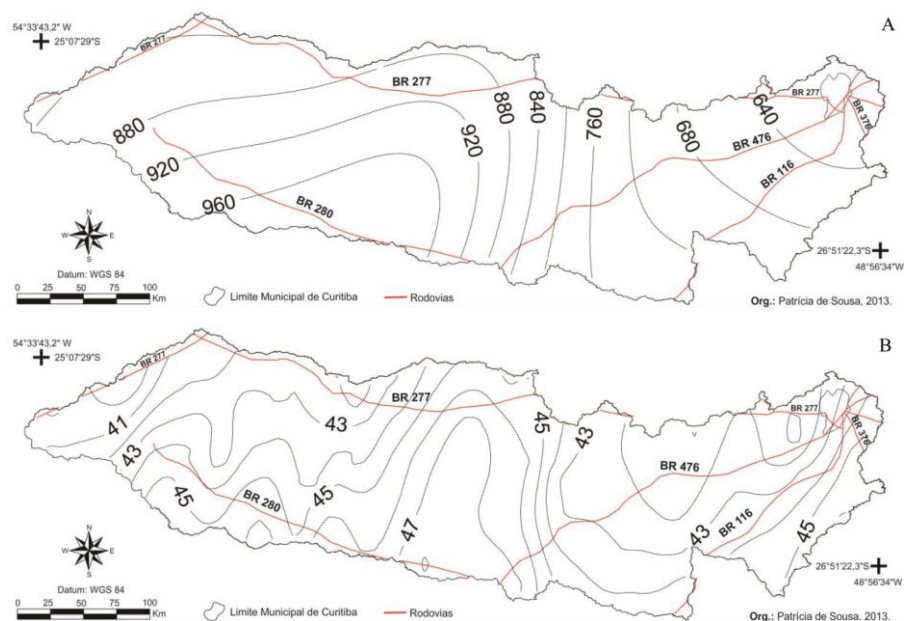 A
54°33'43,2" W
25°07'29"S
BR 277
BR 277
BR 277
BR 376
880
840
760
640
880
920
680
BR 476
BR 116
920
960
BR 280
N
W E
S
Datum: WGS 84
0 25 50 75 100
Km
Limite Municipal de Curitiba
Rodovias
26°51'22,3"S
48°56'34"W
Org.: Patrícia de Sousa, 2013.
B
54°33'43,2" W
25°07'29"S
BR 277
BR 277
BR 277
BR 376
41
43
45
43
43
45
45
BR 476
BR 280
47
43
BR 116
45
N
W E
S
Datum: WGS 84
0 25 50 75 100
Km
Limite Municipal de Curitiba
Rodovias
26°51'22,3"S
48°56'34"W
Org.: Patrícia de Sousa, 2013.